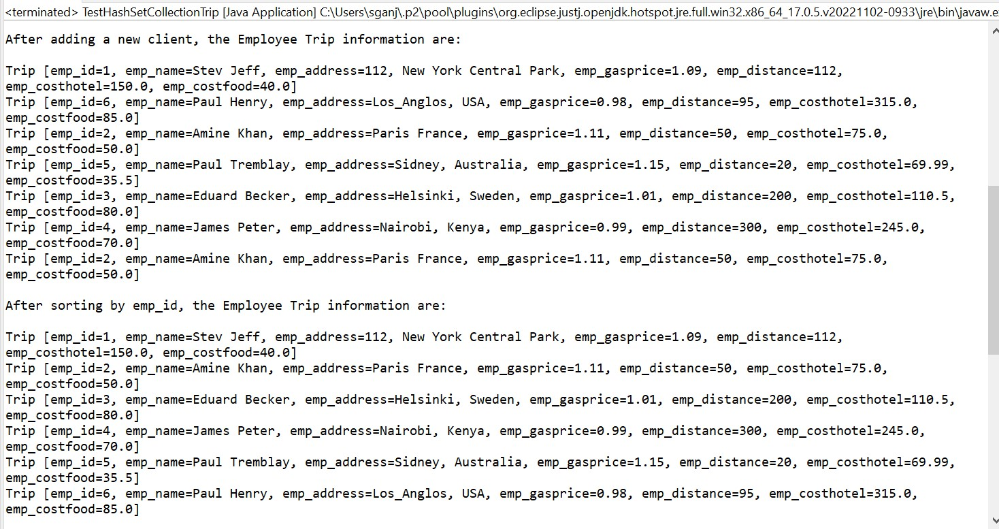 <terminated> TestHashSetCollectionTrip [Java Application] C:\Users\sganj\.p2\pool\plugins\org.eclipse.justj.openjdk.hotspot.jre.full.win32.x86_64_17.0.5.v20221102-0933\jre\bin\javaw.e
After adding a new client, the Employee Trip information are:
Trip [emp_id=1, emp_name=Stev Jeff, emp_address=112, New York Central Park, emp_gasprice=1.09, emp_distance=112,
emp_costhotel=150.0, emp_costfood=40.0]
Trip [emp_id=6, emp_name=Paul Henry, emp_address=Los_Anglos, USA, emp_gasprice=0.98, emp_distance=95, emp_costhotel=315.0,
emp_costfood=85.0]
Trip [emp_id=2, emp_name=Amine Khan, emp_address=Paris France, emp_gasprice=1.11, emp_distance=50, emp_costhotel=75.0,
emp_costfood=50.0]
Trip [emp_id=5, emp_name=Paul Tremblay, emp_address=Sidney, Australia, emp_gasprice=1.15, emp_distance=20, emp_costhotel=69.99,
emp_costfood=35.5]
Trip [emp_id=3, emp_name=Eduard Becker, emp_address=Helsinki, Sweden, emp_gasprice=1.01, emp_distance=200, emp_costhotel=110.5,
emp_costfood=80.0]
Trip [emp_id=4, emp_name=James Peter, emp_address=Nairobi, Kenya, emp_gasprice=0.99, emp_distance=300, emp_costhotel=245.0,
emp_costfood=70.0]
Trip [emp_id=2, emp_name=Amine Khan, emp_address=Paris France, emp_gasprice=1.11, emp_distance=50, emp_costhotel=75.0,
emp_costfood=50.0]
After sorting by emp_id, the Employee Trip information are:
Trip [emp_id=1, emp_name=Stev Jeff, emp_address=112, New York Central Park, emp_gasprice=1.09, emp_distance=112,
emp_costhotel=150.0, emp_costfood=40.0]
Trip [emp_id=2, emp_name=Amine Khan, emp_address=Paris France, emp_gasprice=1.11, emp_distance=50, emp_costhotel=75.0,
emp_costfood=50.0]
Trip [emp_id=3, emp_name=Eduard Becker, emp_address=Helsinki, Sweden, emp_gasprice=1.01, emp_distance=200, emp_costhotel=110.5,
emp_costfood=80.0]
Trip [emp_id=4, emp_name=James Peter, emp_address=Nairobi, Kenya, emp_gasprice=0.99, emp_distance=300, emp_costhotel=245.0,
emp_costfood=70.0]
Trip [emp_id=5, emp_name=Paul Tremblay, emp_address=Sidney, Australia, emp_gasprice=1.15, emp_distance=20, emp_costhotel=69.99,
emp_costfood=35.5]
Trip [emp_id=6, emp_name=Paul Henry, emp_address=Los_Anglos, USA, emp_gasprice=0.98, emp_distance=95, emp_costhotel=315.0,
emp_costfood=85.0]